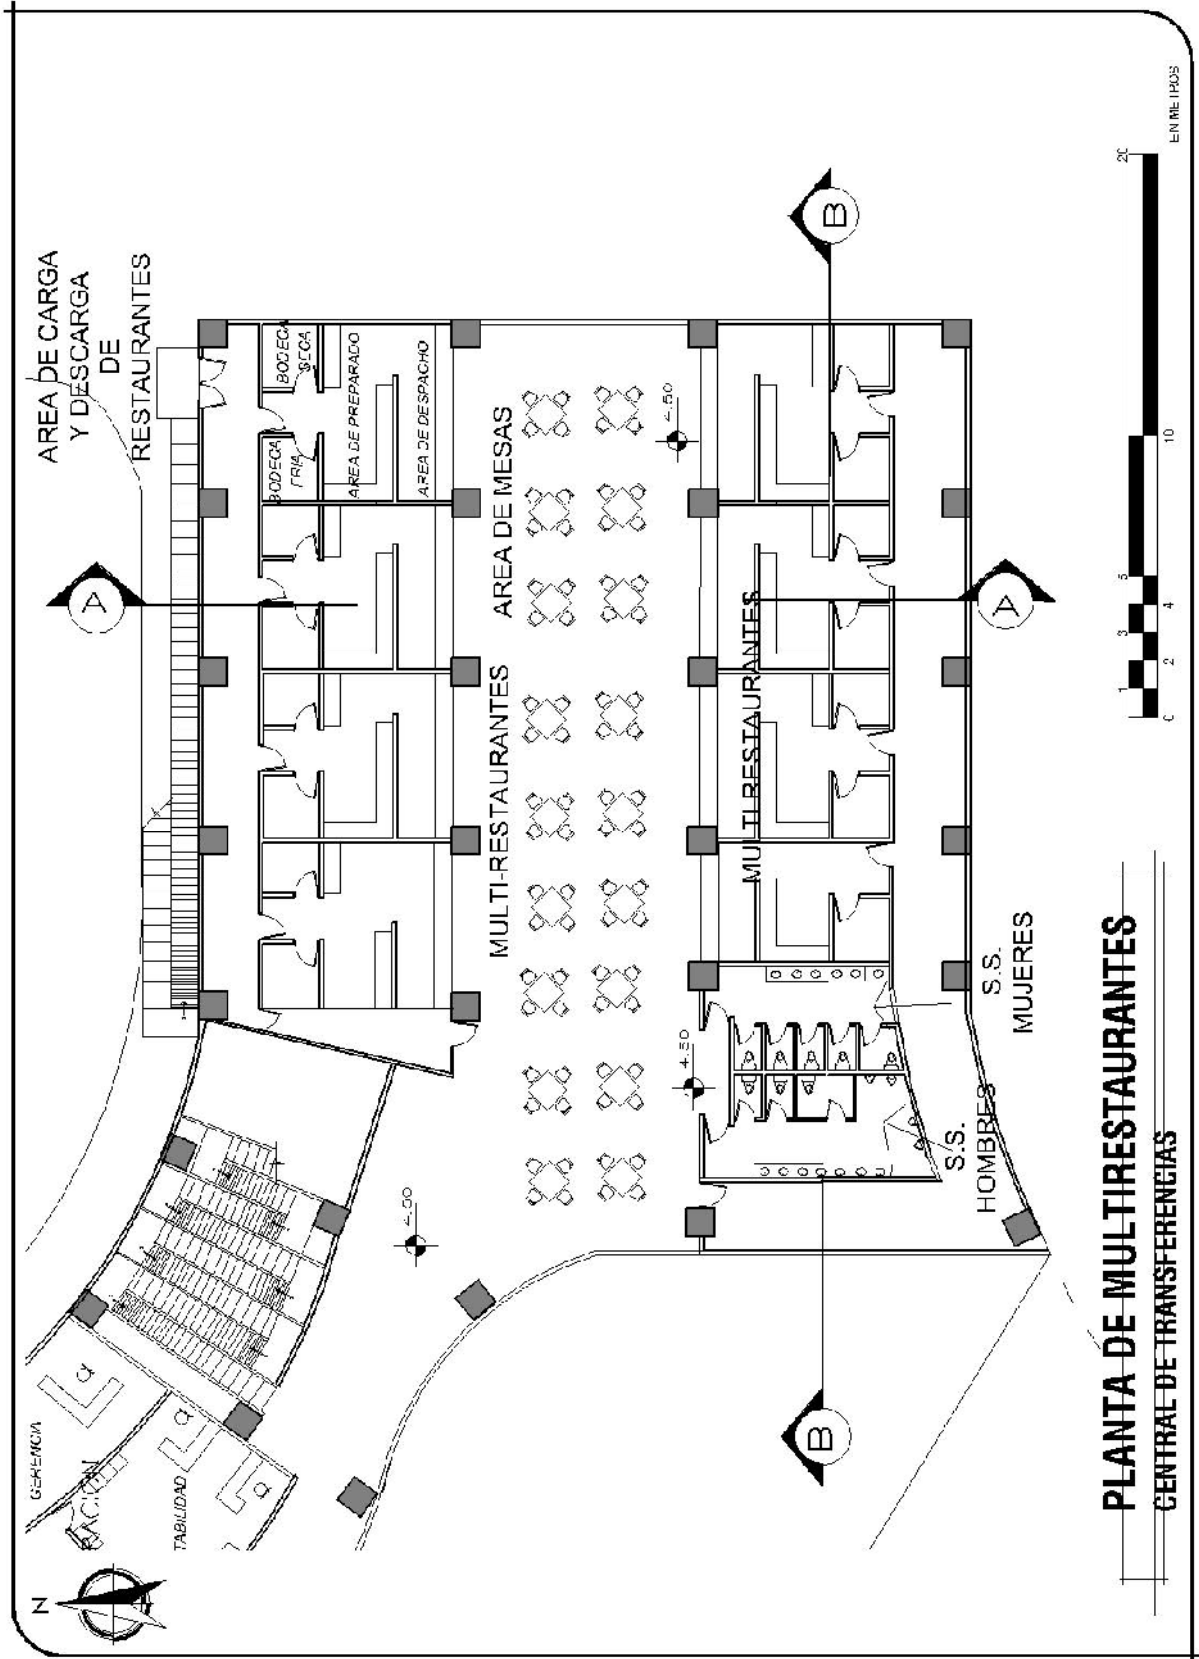 AREA DE CARGA
Y DESCARGA
DE
RESTAURANTES
BODECA
SECA
BODECA
FRIA
AREA DE PREPARADO
AREA DE DESPACHO
AREA DE MESAS
MULTI-RESTAURANTES
MULTI RESTAURANTES
4.50
4.50
4.50
A
A
B
B
S.S.
MUJERES
S.S.
HOMBRES
GERENCIA
TABILIDAD
N
0 1 2 3 4 5 10 20
EN METROS
PLANTA DE MULTIRESTAURANTES
CENTRAL DE TRANSFERENCIAS